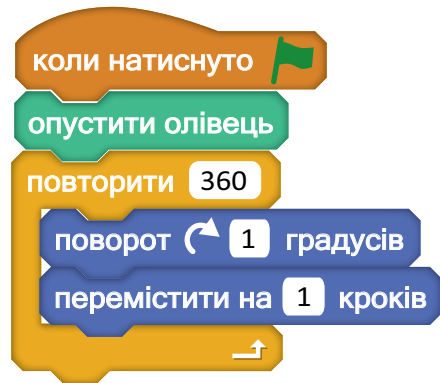 коли натиснуто
опустити олівець
повторити 360
поворот 1 градусів
перемістити на 1 кроків